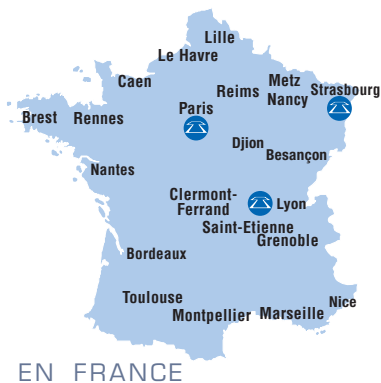 Lille
Le Havre
Caen
Reims
Metz
Nancy
Strasbourg
Paris
Brest
Rennes
Djion
Besançon
Nantes
Clermont-
Ferrand
Lyon
Saint-Etienne
Grenoble
Bordeaux
Toulouse
Montpellier
Marseille
Nice
EN FRANCE